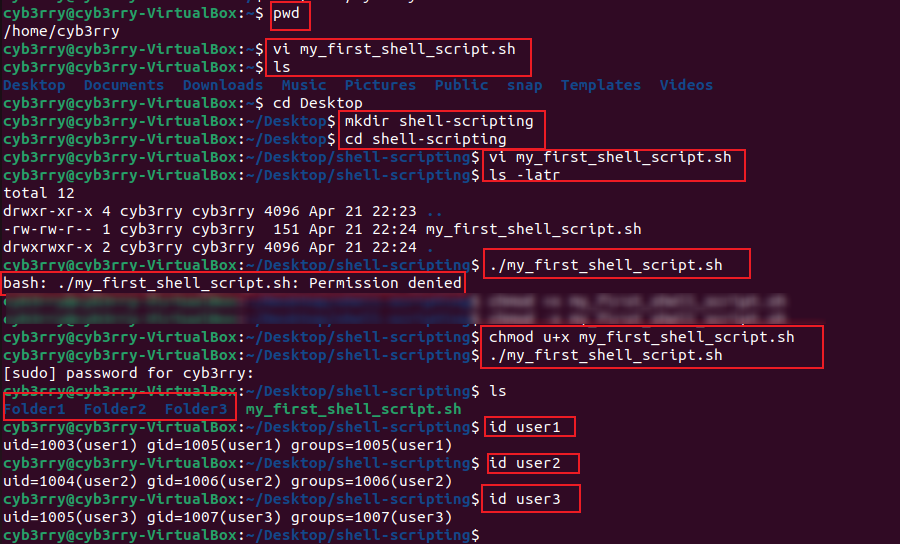 cyb3rry@cyb3rry-VirtualBox:~$ pwd
/home/cyb3rry
cyb3rry@cyb3rry-VirtualBox:~$ vi my_first_shell_script.sh
cyb3rry@cyb3rry-VirtualBox:~$ ls
Desktop  Documents  Downloads  Music  Pictures  Public  snap  Templates  Videos
cyb3rry@cyb3rry-VirtualBox:~$ cd Desktop
cyb3rry@cyb3rry-VirtualBox:~/Desktop$ mkdir shell-scripting
cyb3rry@cyb3rry-VirtualBox:~/Desktop$ cd shell-scripting
cyb3rry@cyb3rry-VirtualBox:~/Desktop/shell-scripting$ vi my_first_shell_script.sh
cyb3rry@cyb3rry-VirtualBox:~/Desktop/shell-scripting$ ls -latr
total 12
drwxr-xr-x 4 cyb3rry cyb3rry 4096 Apr 21 22:23 ..
-rw-rw-r-- 1 cyb3rry cyb3rry  151 Apr 21 22:24 my_first_shell_script.sh
drwxrwxr-x 2 cyb3rry cyb3rry 4096 Apr 21 22:24 .
cyb3rry@cyb3rry-VirtualBox:~/Desktop/shell-scripting$ ./my_first_shell_script.sh
bash: ./my_first_shell_script.sh: Permission denied
cyb3rry@cyb3rry-VirtualBox:~/Desktop/shell-scripting$ chmod u+x my_first_shell_script.sh
cyb3rry@cyb3rry-VirtualBox:~/Desktop/shell-scripting$ ./my_first_shell_script.sh
[sudo] password for cyb3rry:
cyb3rry@cyb3rry-VirtualBox:~/Desktop/shell-scripting$ ls
Folder1  Folder2  Folder3  my_first_shell_script.sh
cyb3rry@cyb3rry-VirtualBox:~/Desktop/shell-scripting$ id user1
uid=1003(user1) gid=1005(user1) groups=1005(user1)
cyb3rry@cyb3rry-VirtualBox:~/Desktop/shell-scripting$ id user2
uid=1004(user2) gid=1006(user2) groups=1006(user2)
cyb3rry@cyb3rry-VirtualBox:~/Desktop/shell-scripting$ id user3
uid=1005(user3) gid=1007(user3) groups=1007(user3)
cyb3rry@cyb3rry-VirtualBox:~/Desktop/shell-scripting$